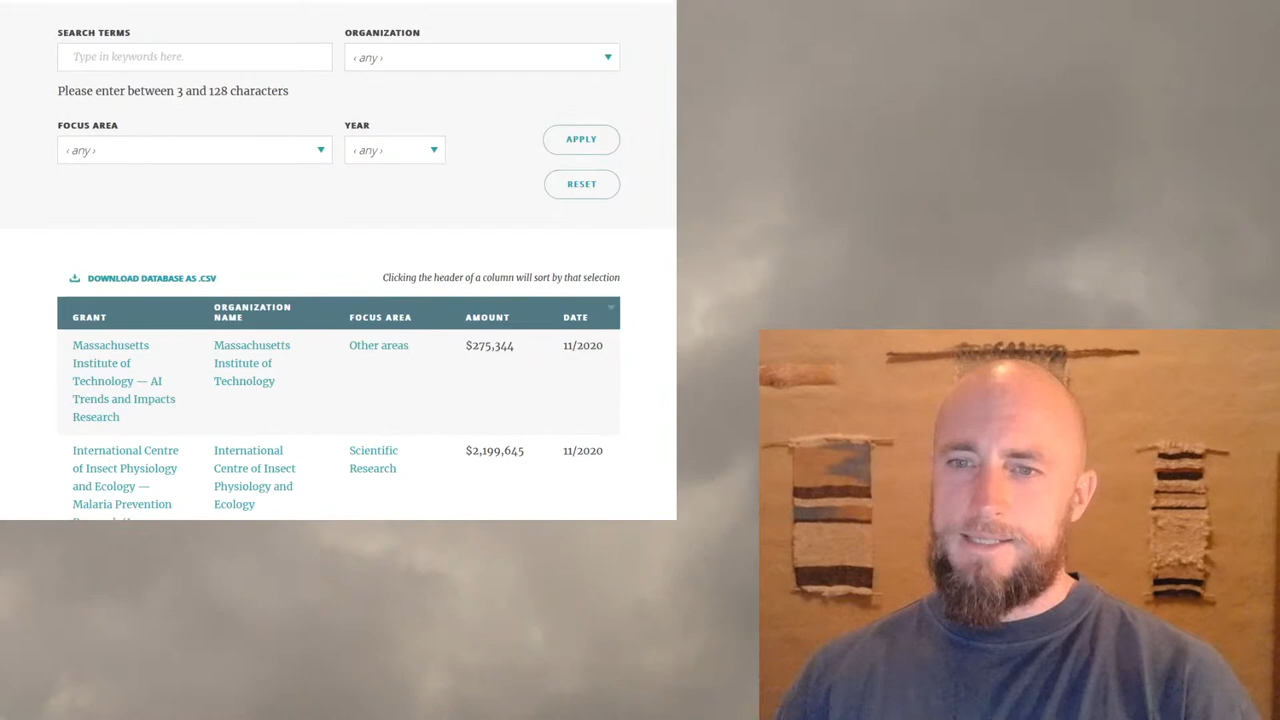 SEARCH TERMS
ORGANIZATION
Type in keywords here.
‹ any ›
Please enter between 3 and 128 characters
FOCUS AREA
YEAR
‹ any ›
‹ any ›
APPLY
RESET
DOWNLOAD DATABASE AS .CSV
Clicking the header of a column will sort by that selection
GRANT
ORGANIZATION
NAME
FOCUS AREA
AMOUNT
DATE
Massachusetts
Institute of
Technology — AI
Trends and Impacts
Research
Massachusetts
Institute of
Technology
Other areas
$275,344
11/2020
International Centre
of Insect Physiology
and Ecology —
Malaria Prevention
International
Centre of Insect
Physiology and
Ecology
Scientific
Research
$2,199,645
11/2020